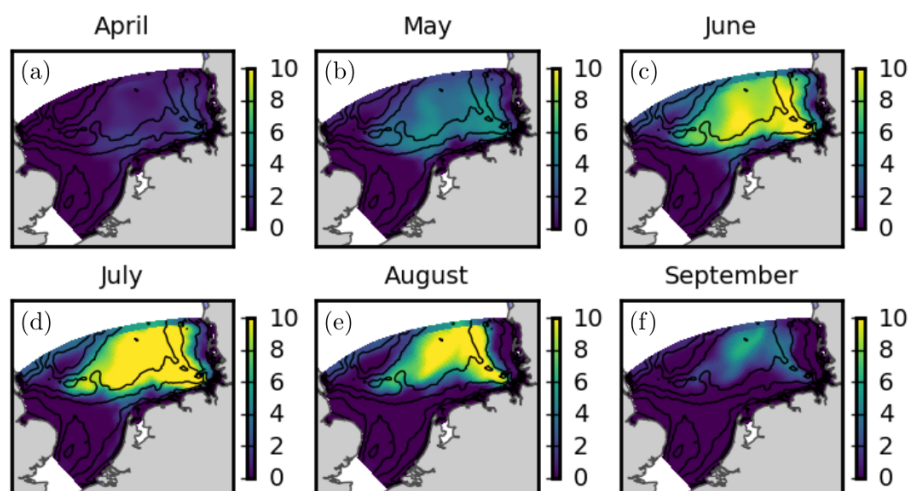 April May June
(a) 10 8 6 4 2 0 (b) 10 8 6 4 2 0 (c) 10 8 6 4 2 0
July August September
(d) 10 8 6 4 2 0 (e) 10 8 6 4 2 0 (f) 10 8 6 4 2 0